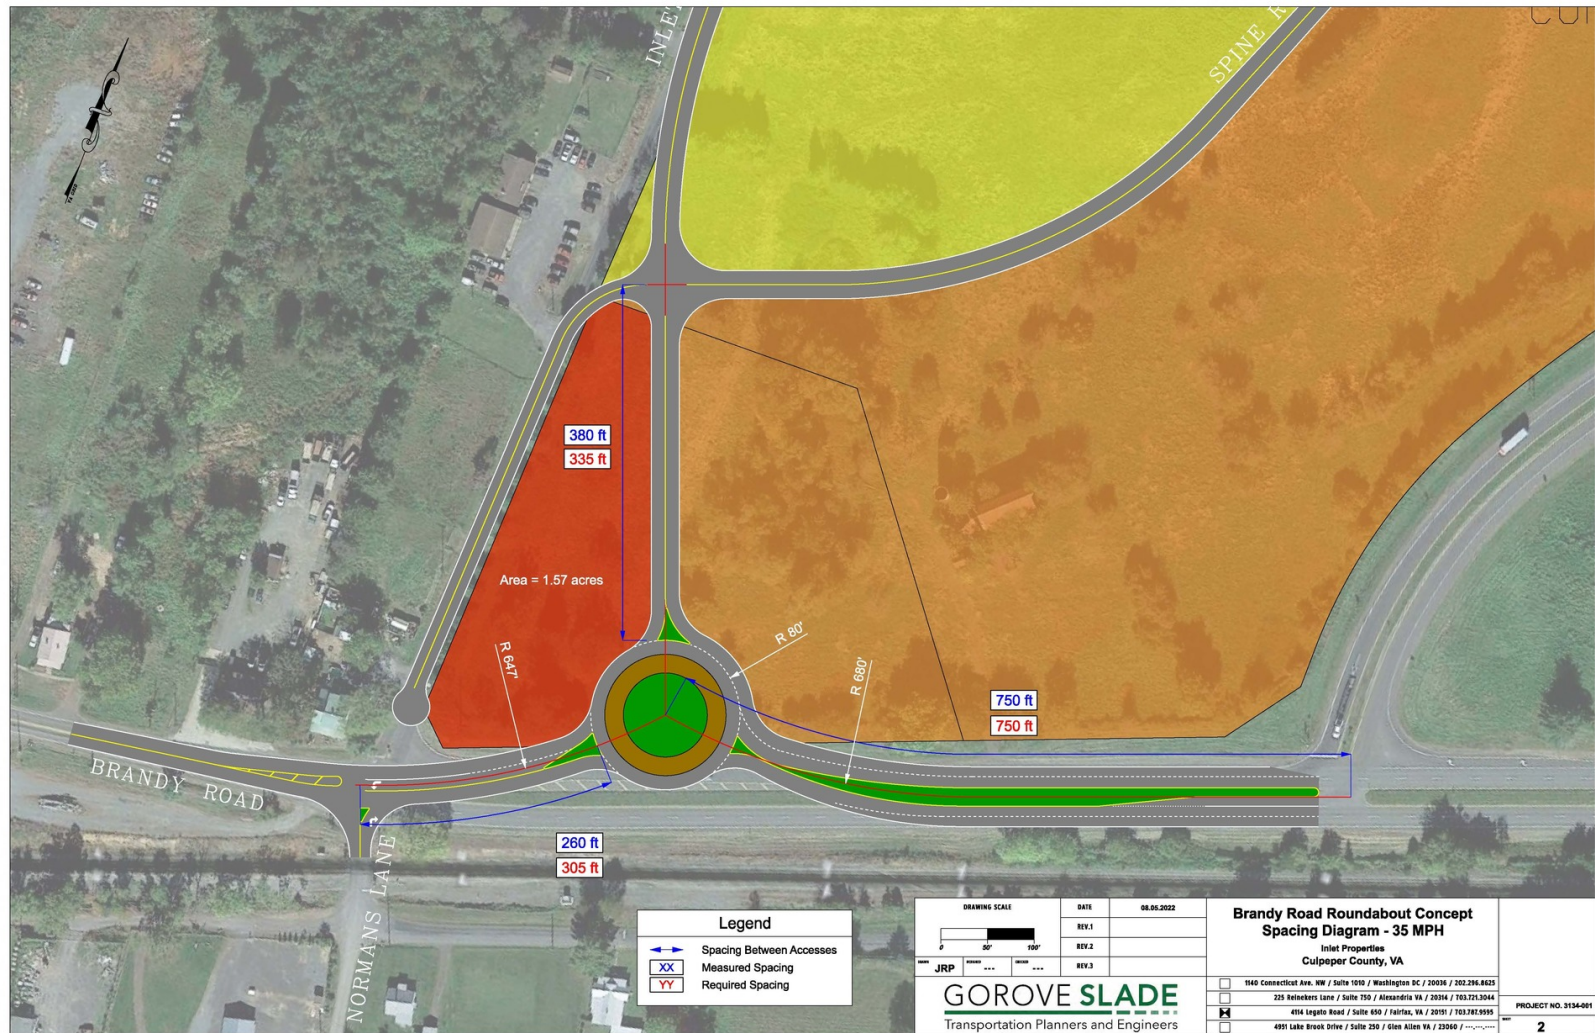 INLET
SPINE R
380 ft
335 ft
Area = 1.57 acres
R 647'
R 80'
R 680'
750 ft
750 ft
BRANDY ROAD
260 ft
305 ft
NORMANS LANE
Legend
Spacing Between Accesses
XX Measured Spacing
YY Required Spacing
DRAWING SCALE
0 50' 100'
JRP --- ---
DATE 08.05.2022
REV.1
REV.2
REV.3
GOROVE SLADE
Transportation Planners and Engineers
Brandy Road Roundabout Concept
Spacing Diagram - 35 MPH
Inlet Properties
Culpeper County, VA
1140 Connecticut Ave. NW / Suite 1010 / Washington DC / 20036 / 202.296.8625
225 Reinekers Lane / Suite 750 / Alexandria VA / 20314 / 703.721.3044
4114 Legato Road / Suite 650 / Fairfax, VA / 20151 / 703.787.9595
4951 Lake Brook Drive / Suite 250 / Glen Allen VA / 23060 / ---.---.----
PROJECT NO. 3134-001
2